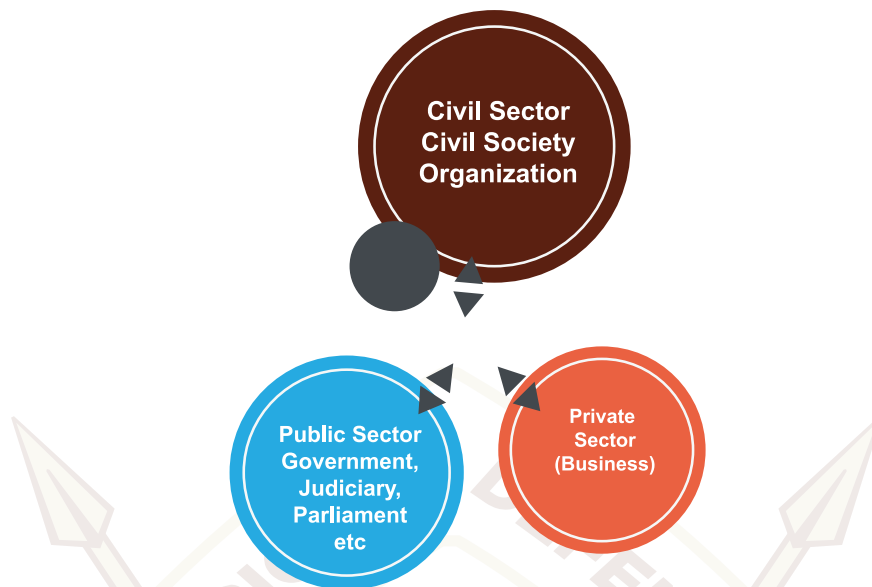 Civil Sector
Civil Society
Organization
Public Sector
Government,
Judiciary,
Parliament
etc
Private
Sector
(Business)